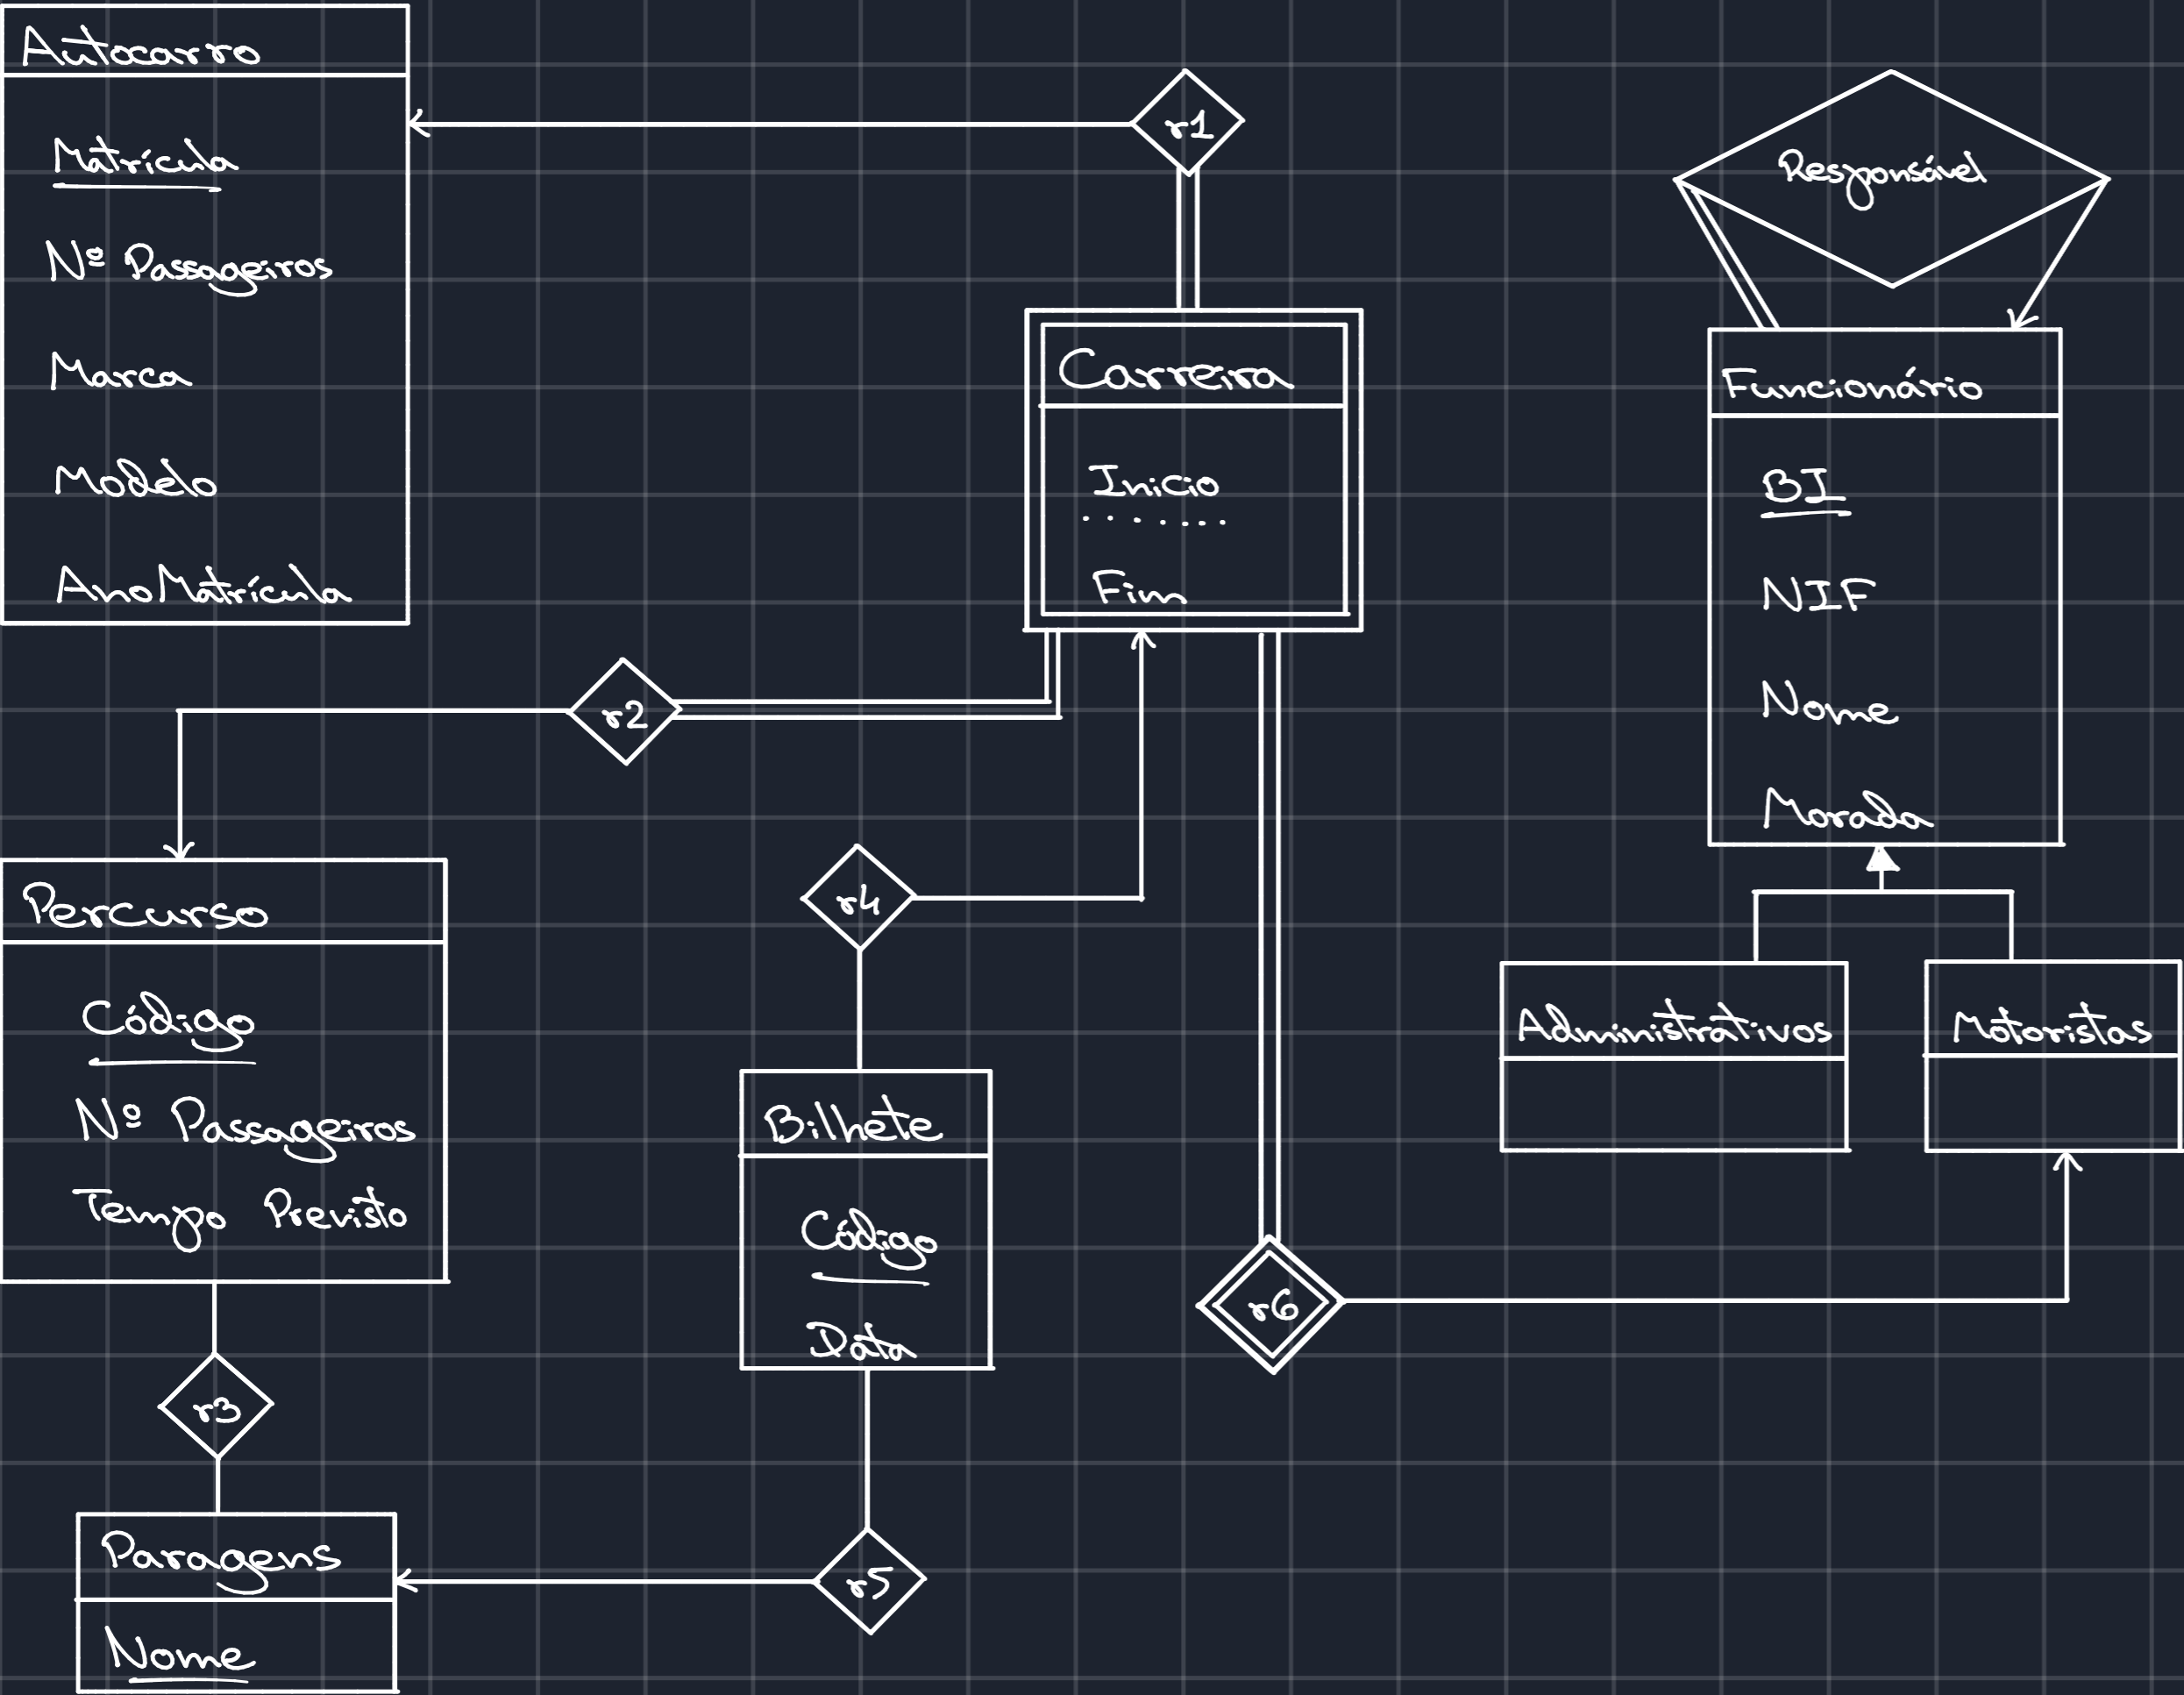 Autocarro
Matrícula
Nº Passageiros
Marca
Modelo
AnoMatrícula
r1
Responsável
Carreira
Inicio
Fim
Funcionário
BI
NIF
Nome
Morada
r2
r4
Percurso
Código
Nº Passageiros
Tempo Previsto
Bilhete
Código
Data
Administrativos
Motoristas
r6
r3
r5
Paragens
Nome